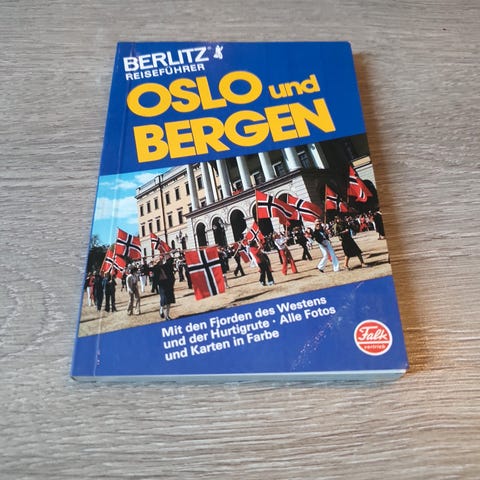 BERLITZ®
REISEFÜHRER
OSLO und
BERGEN
Mit den Fjorden des Westens
und der Hurtigrute · Alle Fotos
und Karten in Farbe
Falk
vertrieb